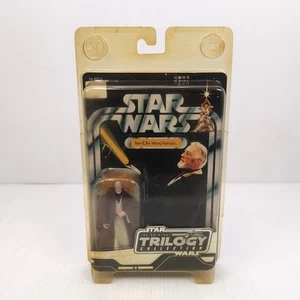 STAR
WARS
Ben (Obi-Wan) Kenobi
STAR
THE ORIGINAL
TRILOGY
COLLECTION
WARS